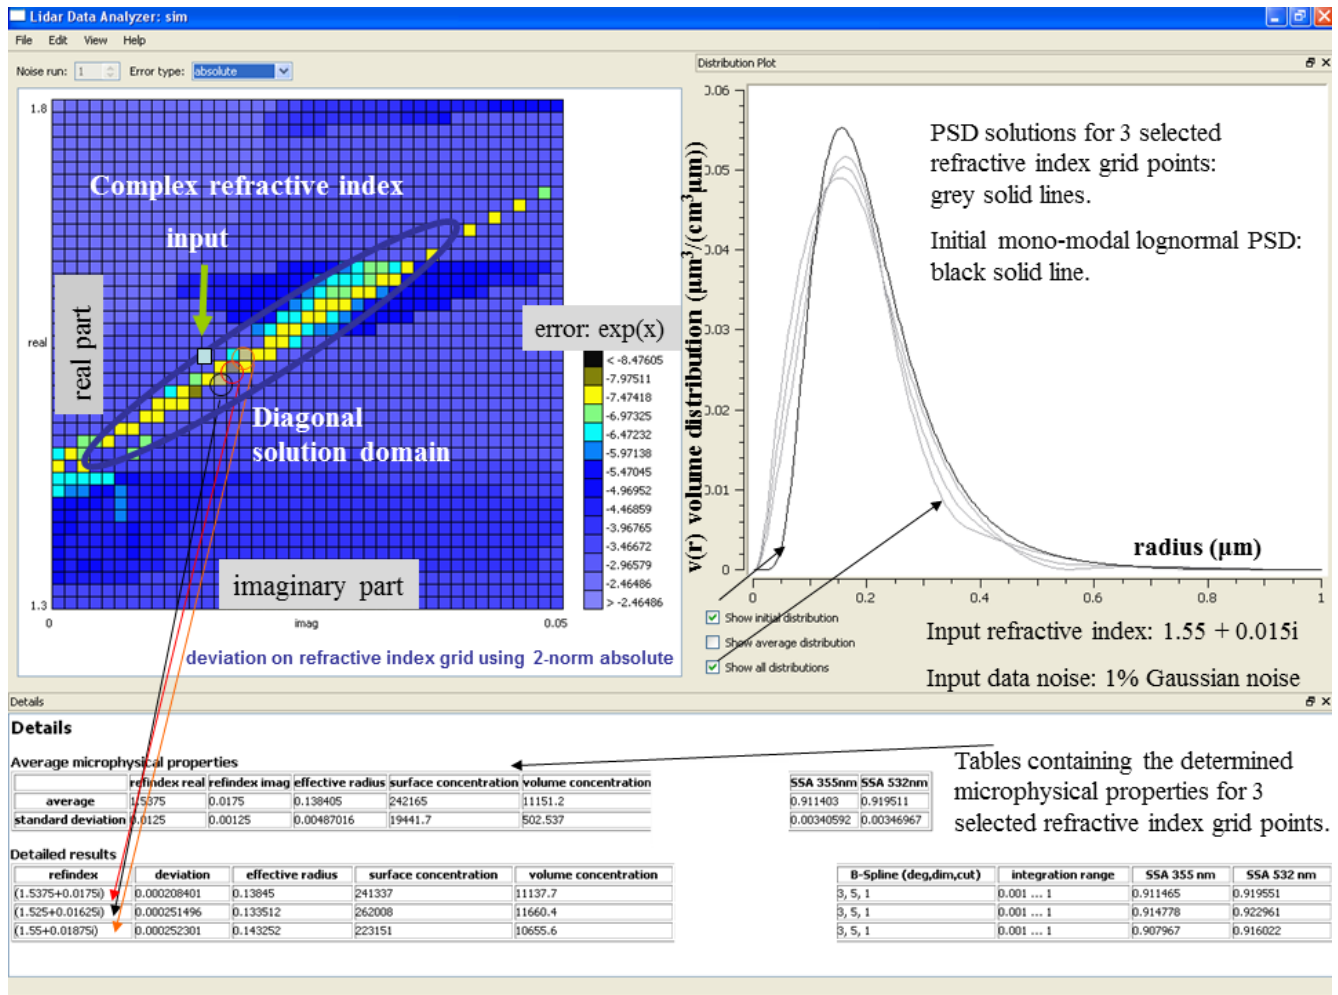 Lidar Data Analyzer: sim
File Edit View Help
Noise run: 1 Error type: absolute
1.8
real
1.3
0
imag
0.05
real part
Complex refractive index
input
Diagonal
solution domain
imaginary part
error: exp(x)
< -8.47605
-7.97511
-7.47418
-6.97325
-6.47232
-5.97138
-5.47045
-4.96952
-4.46859
-3.96765
-3.46672
-2.96579
-2.46486
> -2.46486
deviation on refractive index grid using 2-norm absolute
Distribution Plot
v(r) volume distribution (μm³/(cm³μm))
0.06
0.05
0.04
0.03
0.02
0.01
0
0
0.2
0.4
0.6
0.8
1
radius (μm)
PSD solutions for 3 selected
refractive index grid points:
grey solid lines.
Initial mono-modal lognormal PSD:
black solid line.
Show initial distribution
Show average distribution
Show all distributions
Input refractive index: 1.55 + 0.015i
Input data noise: 1% Gaussian noise
Details
Details
Average microphysical properties
refindex real refindex imag effective radius surface concentration volume concentration SSA 355nm SSA 532nm
average 1.5375 0.0175 0.138405 242165 11151.2 0.911403 0.919511
standard deviation 0.0125 0.00125 0.00487016 19441.7 502.537 0.00340592 0.00346967
Tables containing the determined
microphysical properties for 3
selected refractive index grid points.
Detailed results
refindex deviation effective radius surface concentration volume concentration B-Spline (deg,dim,cut) integration range SSA 355 nm SSA 532 nm
(1.5375+0.0175i) 0.000208401 0.13845 241337 11137.7 3, 5, 1 0.001 ... 1 0.911465 0.919551
(1.525+0.01625i) 0.000251496 0.133512 262008 11660.4 3, 5, 1 0.001 ... 1 0.914778 0.922961
(1.55+0.01875i) 0.000252301 0.143252 223151 10655.6 3, 5, 1 0.001 ... 1 0.907967 0.916022